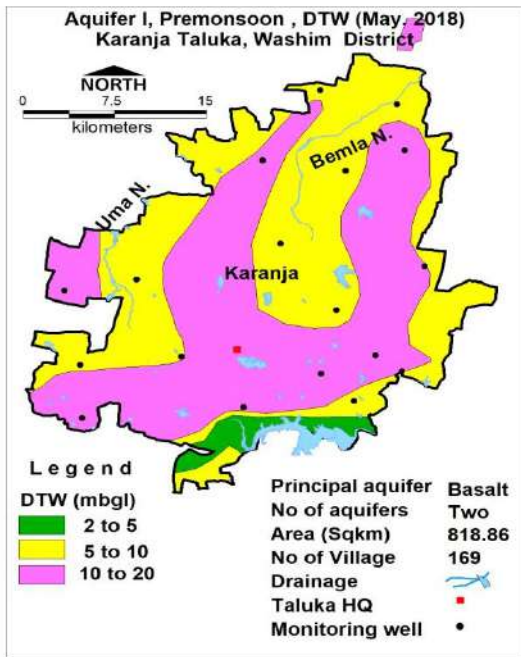 Aquifer I, Premonsoon , DTW (May. 2018)
Karanja Taluka, Washim District
NORTH
0 7.5 15
kilometers
Bemla N.
Uma N.
Karanja
Legend
DTW (mbgl)
2 to 5
5 to 10
10 to 20
Principal aquifer Basalt
No of aquifers Two
Area (Sqkm) 818.86
No of Village 169
Drainage
Taluka HQ
Monitoring well